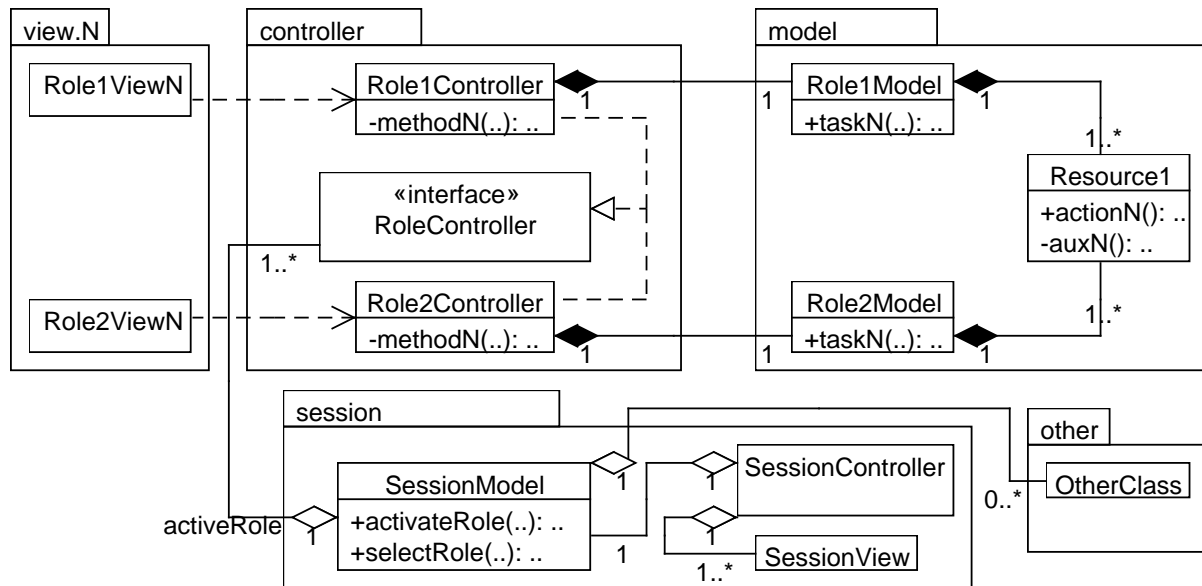 view.N
controller
model
Role1ViewN
Role1Controller
-methodN(..): ..
1
1
Role1Model
+taskN(..): ..
1
1..*
«interface»
RoleController
1..*
Resource1
+actionN(): ..
-auxN(): ..
1..*
Role2ViewN
Role2Controller
-methodN(..): ..
1
1
Role2Model
+taskN(..): ..
1
session
other
SessionModel
+activateRole(..): ..
+selectRole(..): ..
1
1
SessionController
0..*
OtherClass
activeRole
1
1
1
SessionView
1..*